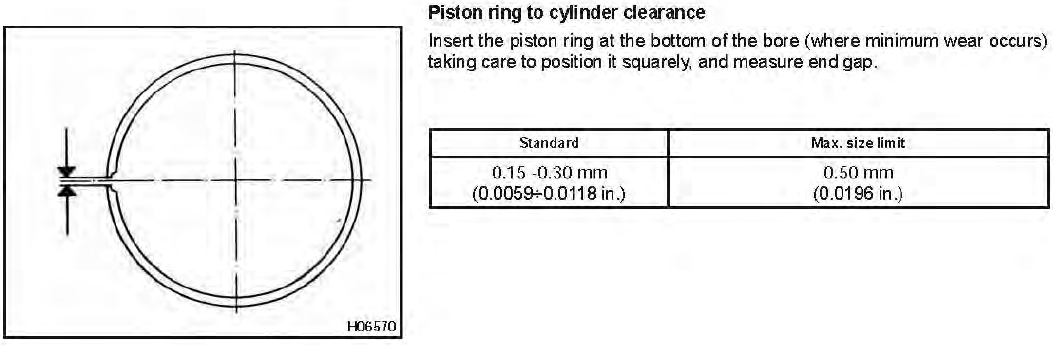 Piston ring to cylinder clearance
Insert the piston ring at the bottom of the bore (where minimum wear occurs)
taking care to position it squarely, and measure end gap.
Standard Max. size limit
0.15 -0.30 mm 0.50 mm
(0.0059÷0.0118 in.) (0.0196 in.)
H06570